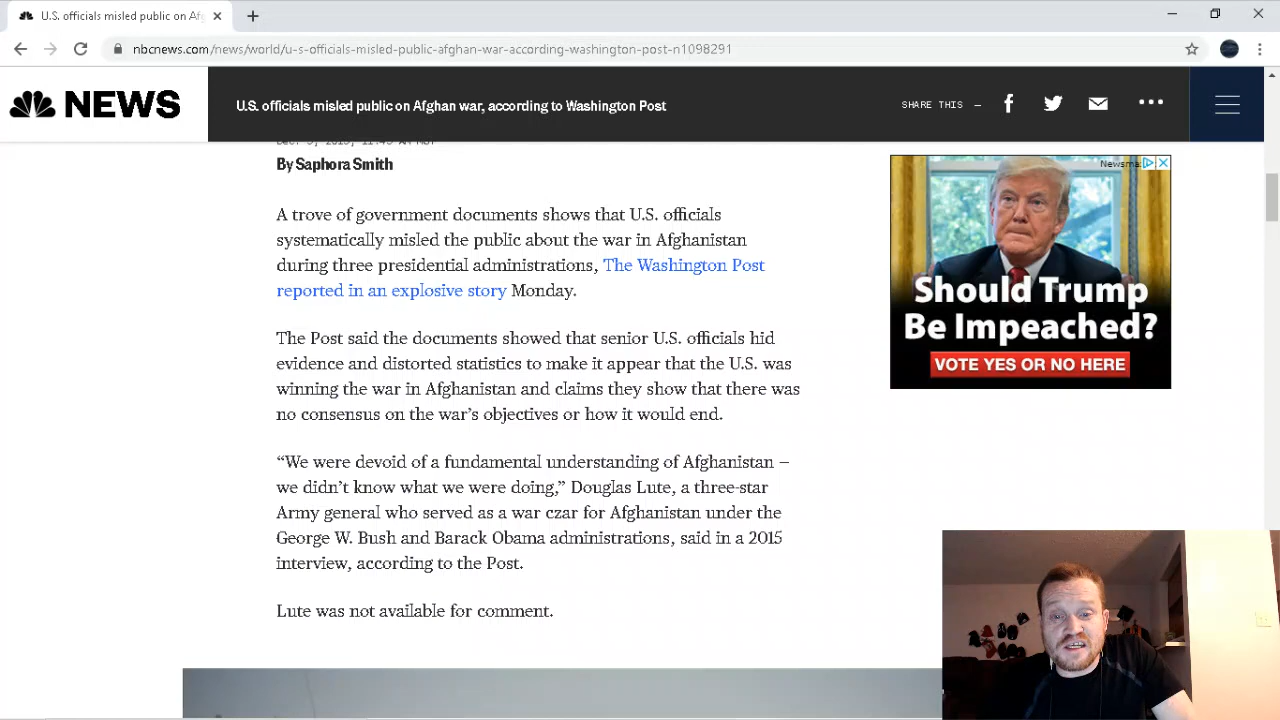 U.S. officials misled public on Af
nbcnews.com/news/world/u-s-officials-misled-public-afghan-war-according-washington-post-n1098291
NEWS
U.S. officials misled public on Afghan war, according to Washington Post
SHARE THIS —
By Saphora Smith
A trove of government documents shows that U.S. officials
systematically misled the public about the war in Afghanistan
during three presidential administrations, The Washington Post
reported in an explosive story Monday.
The Post said the documents showed that senior U.S. officials hid
evidence and distorted statistics to make it appear that the U.S. was
winning the war in Afghanistan and claims they show that there was
no consensus on the war's objectives or how it would end.
“We were devoid of a fundamental understanding of Afghanistan —
we didn't know what we were doing,” Douglas Lute, a three-star
Army general who served as a war czar for Afghanistan under the
George W. Bush and Barack Obama administrations, said in a 2015
interview, according to the Post.
Lute was not available for comment.
Newsma
Should Trump
Be Impeached?
VOTE YES OR NO HERE